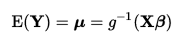 E(Y) = μ = g⁻¹(Xβ)